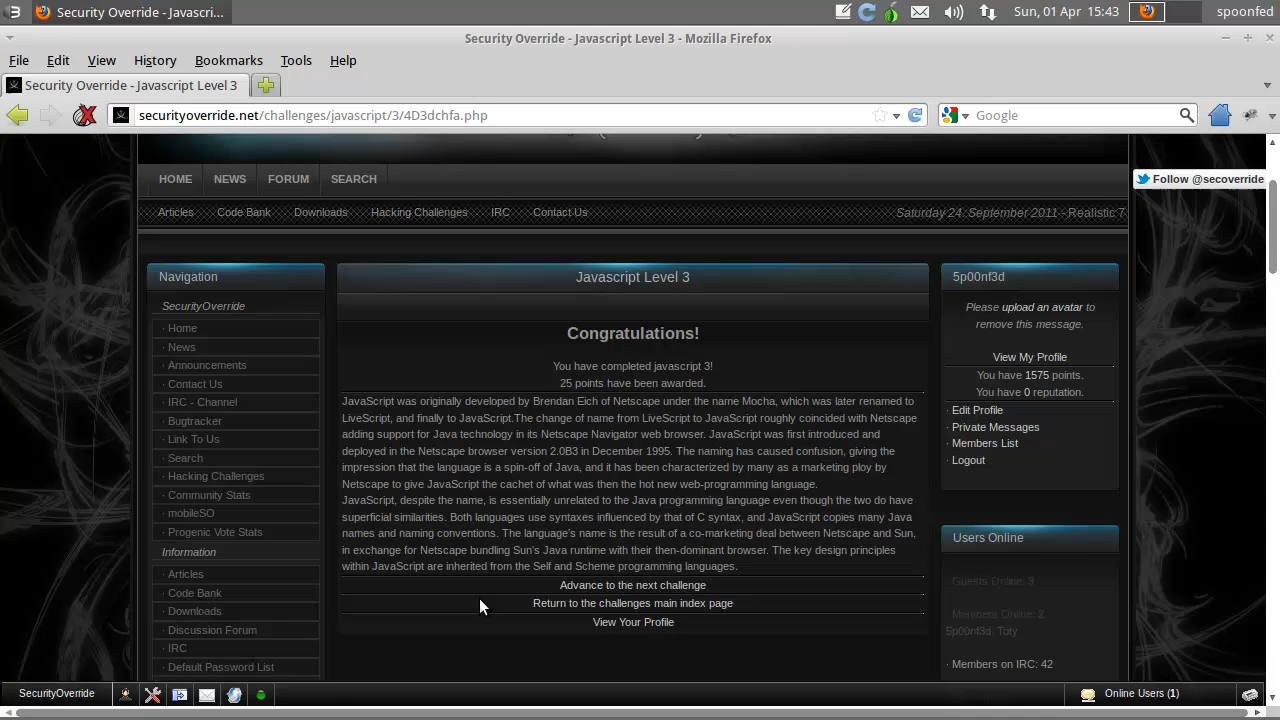 Security Override - Javascri...
Sun, 01 Apr 15:43
spoonfed
Security Override - Javascript Level 3 - Mozilla Firefox
File Edit View History Bookmarks Tools Help
Security Override - Javascript Level 3
securityoverride.net/challenges/javascript/3/4D3dchfa.php
Google
HOME NEWS FORUM SEARCH
Follow @secoverride
Articles Code Bank Downloads Hacking Challenges IRC Contact Us
Saturday 24. September 2011 - Realistic 7
Navigation
SecurityOverride
· Home
· News
· Announcements
· Contact Us
· IRC - Channel
· Bugtracker
· Link To Us
· Search
· Hacking Challenges
· Community Stats
· mobileSO
· Progenic Vote Stats
Information
· Articles
· Code Bank
· Downloads
· Discussion Forum
· IRC
· Default Password List
Javascript Level 3
Congratulations!
You have completed javascript 3!
25 points have been awarded.
JavaScript was originally developed by Brendan Eich of Netscape under the name Mocha, which was later renamed to
LiveScript, and finally to JavaScript.The change of name from LiveScript to JavaScript roughly coincided with Netscape
adding support for Java technology in its Netscape Navigator web browser. JavaScript was first introduced and
deployed in the Netscape browser version 2.0B3 in December 1995. The naming has caused confusion, giving the
impression that the language is a spin-off of Java, and it has been characterized by many as a marketing ploy by
Netscape to give JavaScript the cachet of what was then the hot new web-programming language.
JavaScript, despite the name, is essentially unrelated to the Java programming language even though the two do have
superficial similarities. Both languages use syntaxes influenced by that of C syntax, and JavaScript copies many Java
names and naming conventions. The language's name is the result of a co-marketing deal between Netscape and Sun,
in exchange for Netscape bundling Sun's Java runtime with their then-dominant browser. The key design principles
within JavaScript are inherited from the Self and Scheme programming languages.
Advance to the next challenge
Return to the challenges main index page
View Your Profile
5p00nf3d
Please upload an avatar to
remove this message.
View My Profile
You have 1575 points.
You have 0 reputation.
· Edit Profile
· Private Messages
· Members List
· Logout
Users Online
· Guests Online: 3
· Members Online: 2
5p00nf3d, Toty
· Members on IRC: 42
SecurityOverride
Online Users (1)